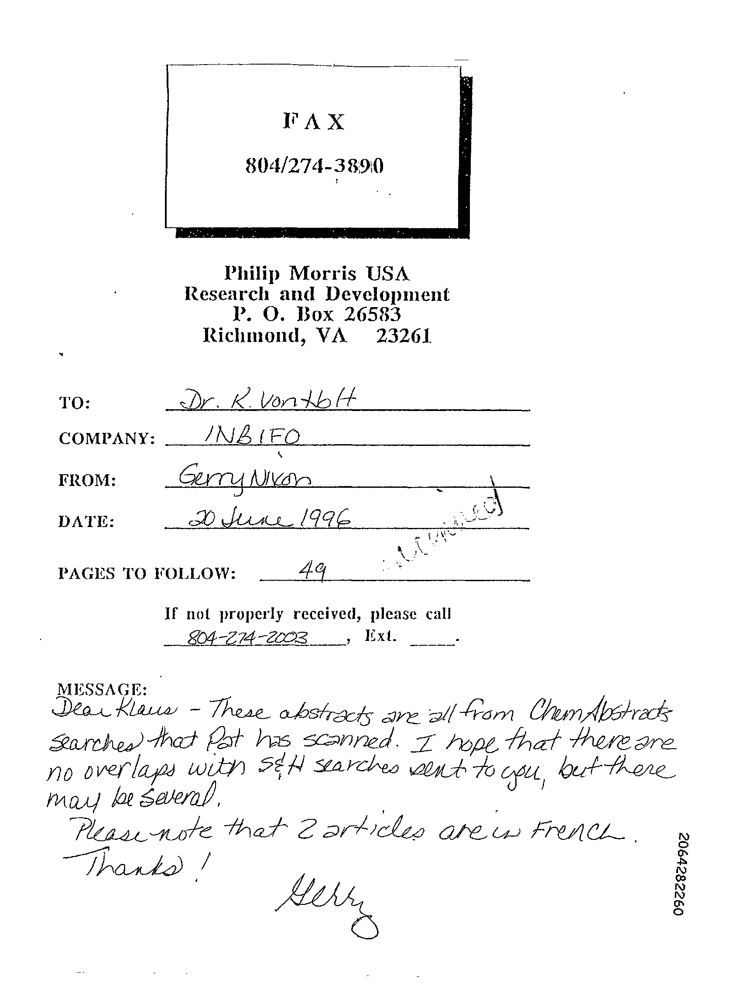 FAX
804/274-3890
Philip Morris USA
Research and Development
P. O. Box 26583
Richmond, VA 23261
TO: Dr. K. Von Holt
COMPANY: INBIFO
FROM: Gerry Nixon
DATE: 20 June 1996
PAGES TO FOLLOW: 49
If not properly received, please call
804-274-2003, Ext. ____.
MESSAGE:
Dear Klaus - These abstracts are all from ChemAbstracts
searches that Pat has scanned. I hope that there are
no overlaps with S&H searches sent to you, but there
may be several.
Please note that 2 articles are in French.
Thanks!
Gerry
2064282260